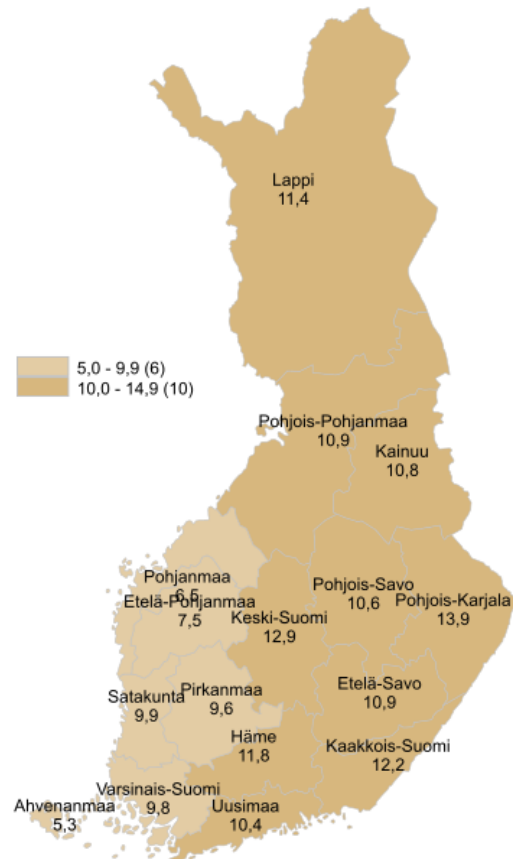 Lappi
11,4
5,0 - 9,9 (6)
10,0 - 14,9 (10)
Pohjois-Pohjanmaa
10,9
Kainuu
10,8
Pohjanmaa
6,5
Etelä-Pohjanmaa
7,5
Keski-Suomi
12,9
Pohjois-Savo
10,6
Pohjois-Karjala
13,9
Satakunta
9,9
Pirkanmaa
9,6
Etelä-Savo
10,9
Häme
11,8
Kaakkois-Suomi
12,2
Varsinais-Suomi
9,8
Ahvenanmaa
5,3
Uusimaa
10,4